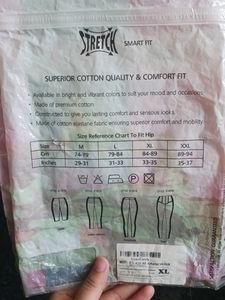 STRETCH
SMART FIT
SUPERIOR COTTON QUALITY & COMFORT FIT
Available in bright and vibrant colors to suit your mood and occasions.
Made of premium cotton
Constructed to give you lasting comfort and sensious looks.
Made of cotton elastane fabric ensuring superior comfort and mobility
Size Reference Chart To Fit Hip
Size M L XL XXL
Cm 74-79 79-84 84-89 89-94
Inches 29-31 31-33 33-35 35-37
XL